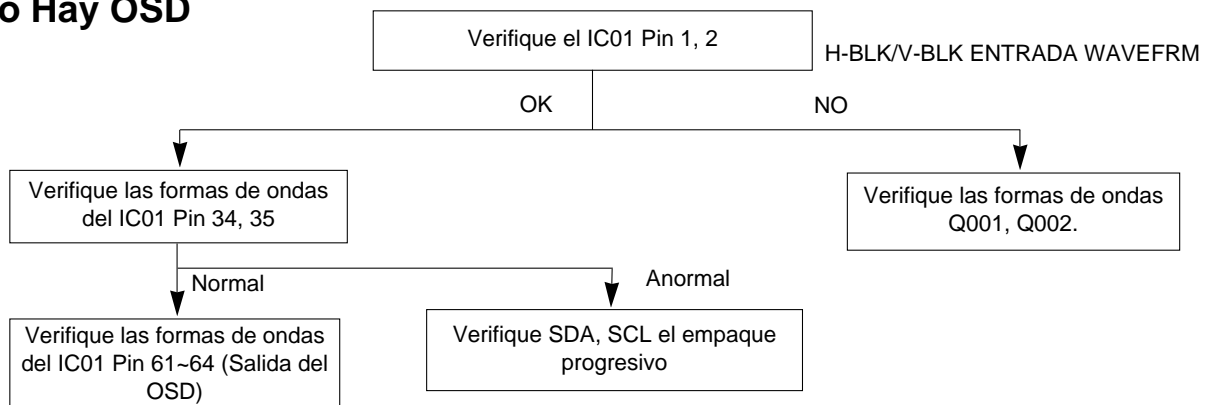 o Hay OSD
Verifique el IC01 Pin 1, 2
H-BLK/V-BLK ENTRADA WAVEFRM
OK
NO
Verifique las formas de ondas
del IC01 Pin 34, 35
Verifique las formas de ondas
Q001, Q002.
Normal
Anormal
Verifique las formas de ondas
del IC01 Pin 61~64 (Salida del
OSD)
Verifique SDA, SCL el empaque
progresivo